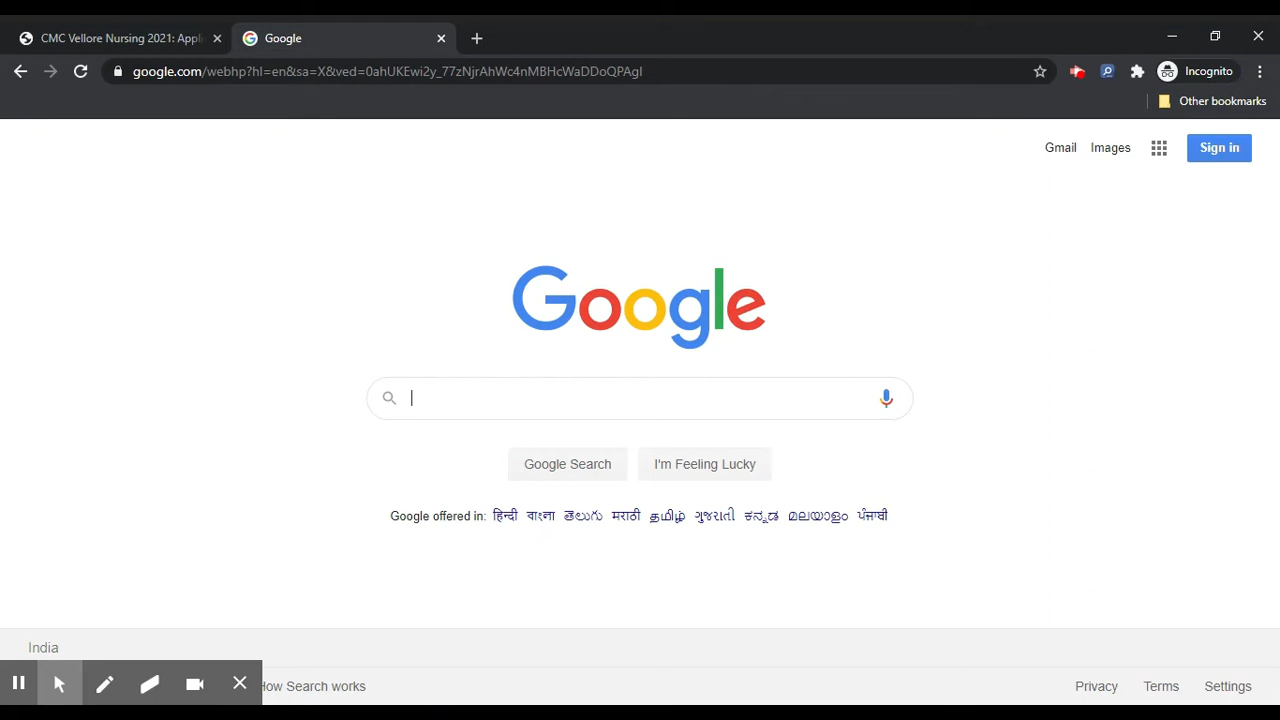 CMC Vellore Nursing 2021: Appl
Google
google.com/webhp?hl=en&sa=X&ved=0ahUKEwi2y_77zNjrAhWc4nMBHcWaDDoQPAgI
Incognito
Other bookmarks
Gmail Images Sign in
Google
Google Search I'm Feeling Lucky
Google offered in: हिन्दी বাংলা తెలుగు मराठी தமிழ் ગુજરાતી ಕನ್ನಡ മലയാളം ਪੰਜਾਬੀ
India
How Search works Privacy Terms Settings